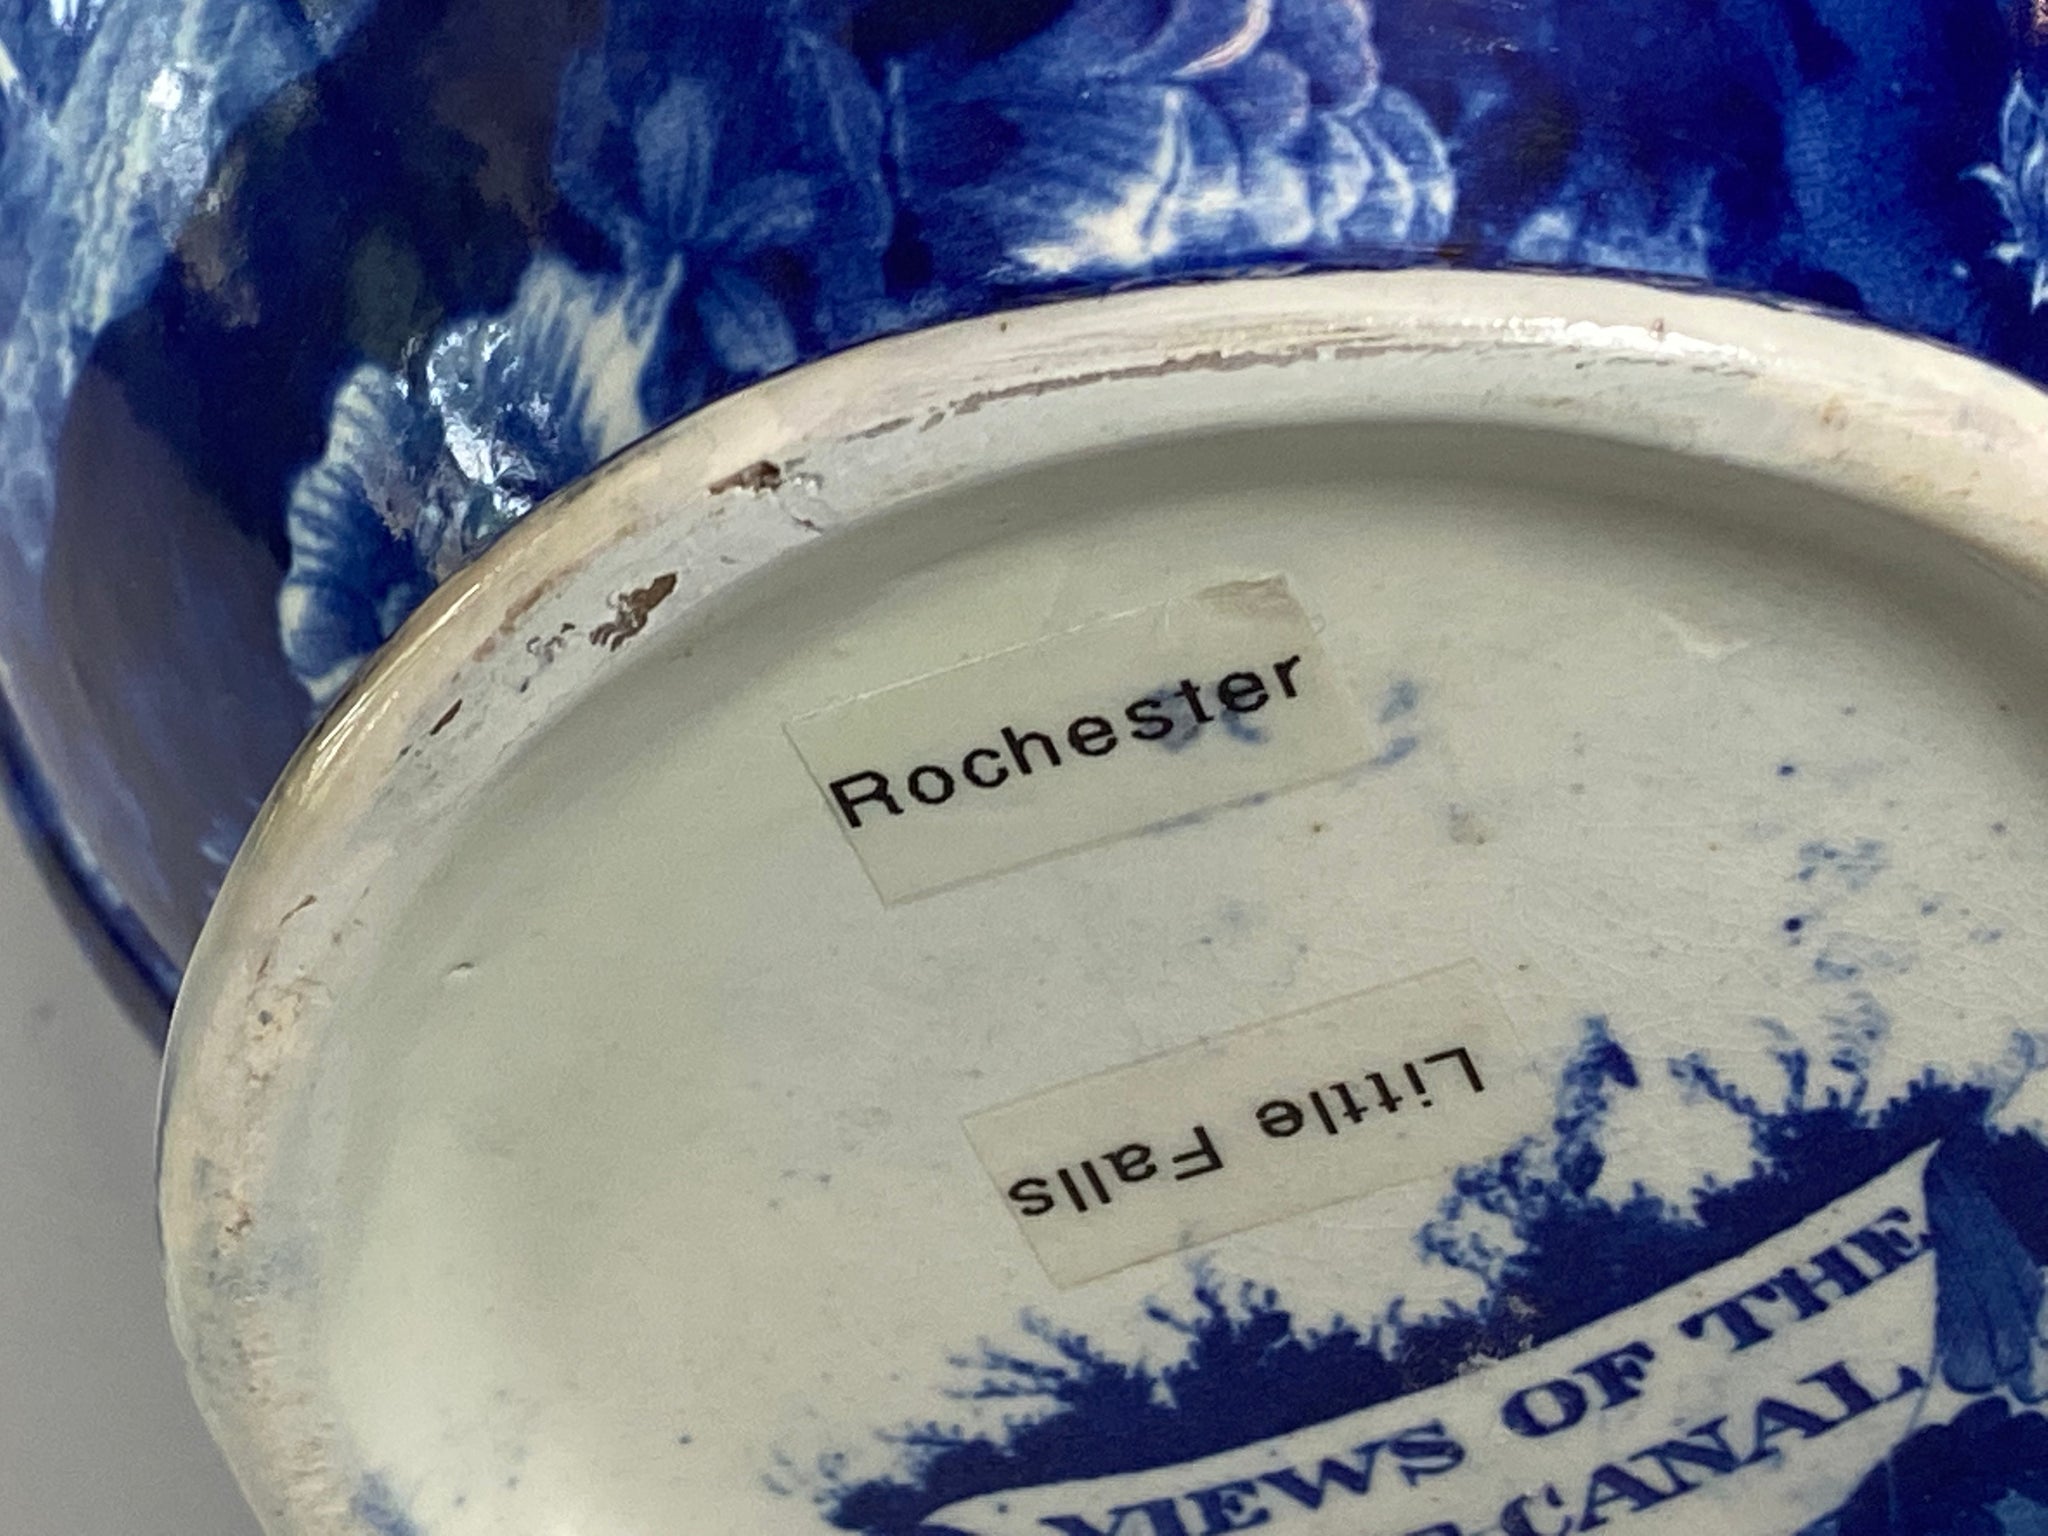 Rochester
Little Falls
VIEWS OF THE
CANAL